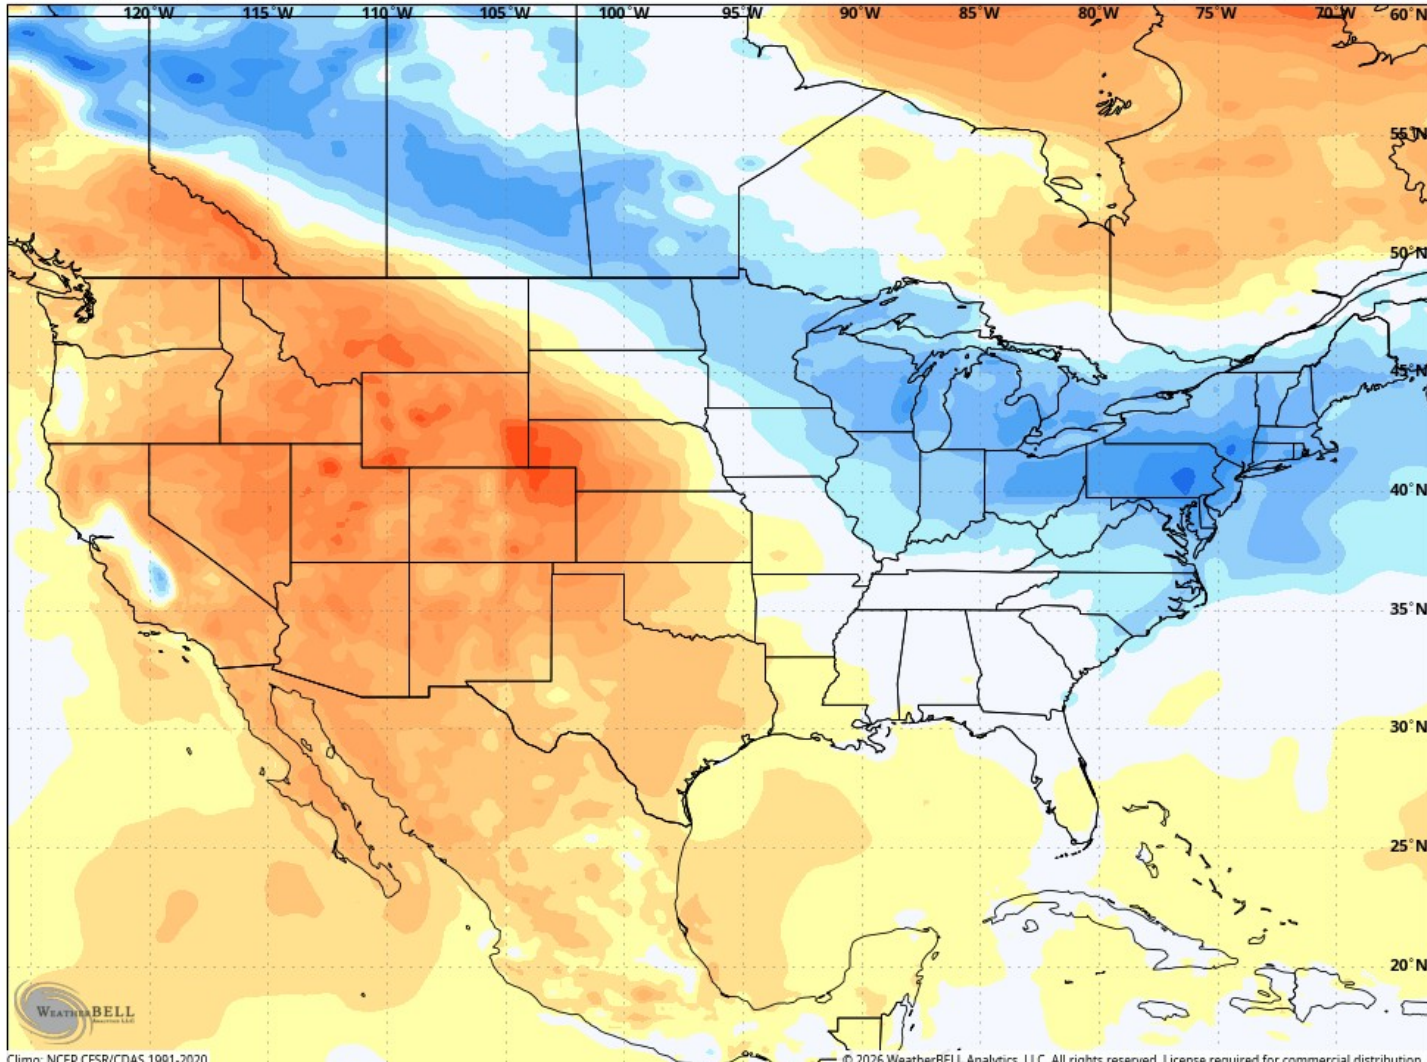 120°W 115°W 110°W 105°W 100°W 95°W 90°W 85°W 80°W 75°W 70°W 60°N
55°N
50°N
45°N
40°N
35°N
30°N
25°N
20°N
WEATHERBELL
Analytics LLC
Climo: NCEP CFSR/CDAS 1991-2020
© 2026 WeatherBELL Analytics, LLC. All rights reserved. License required for commercial distribution.